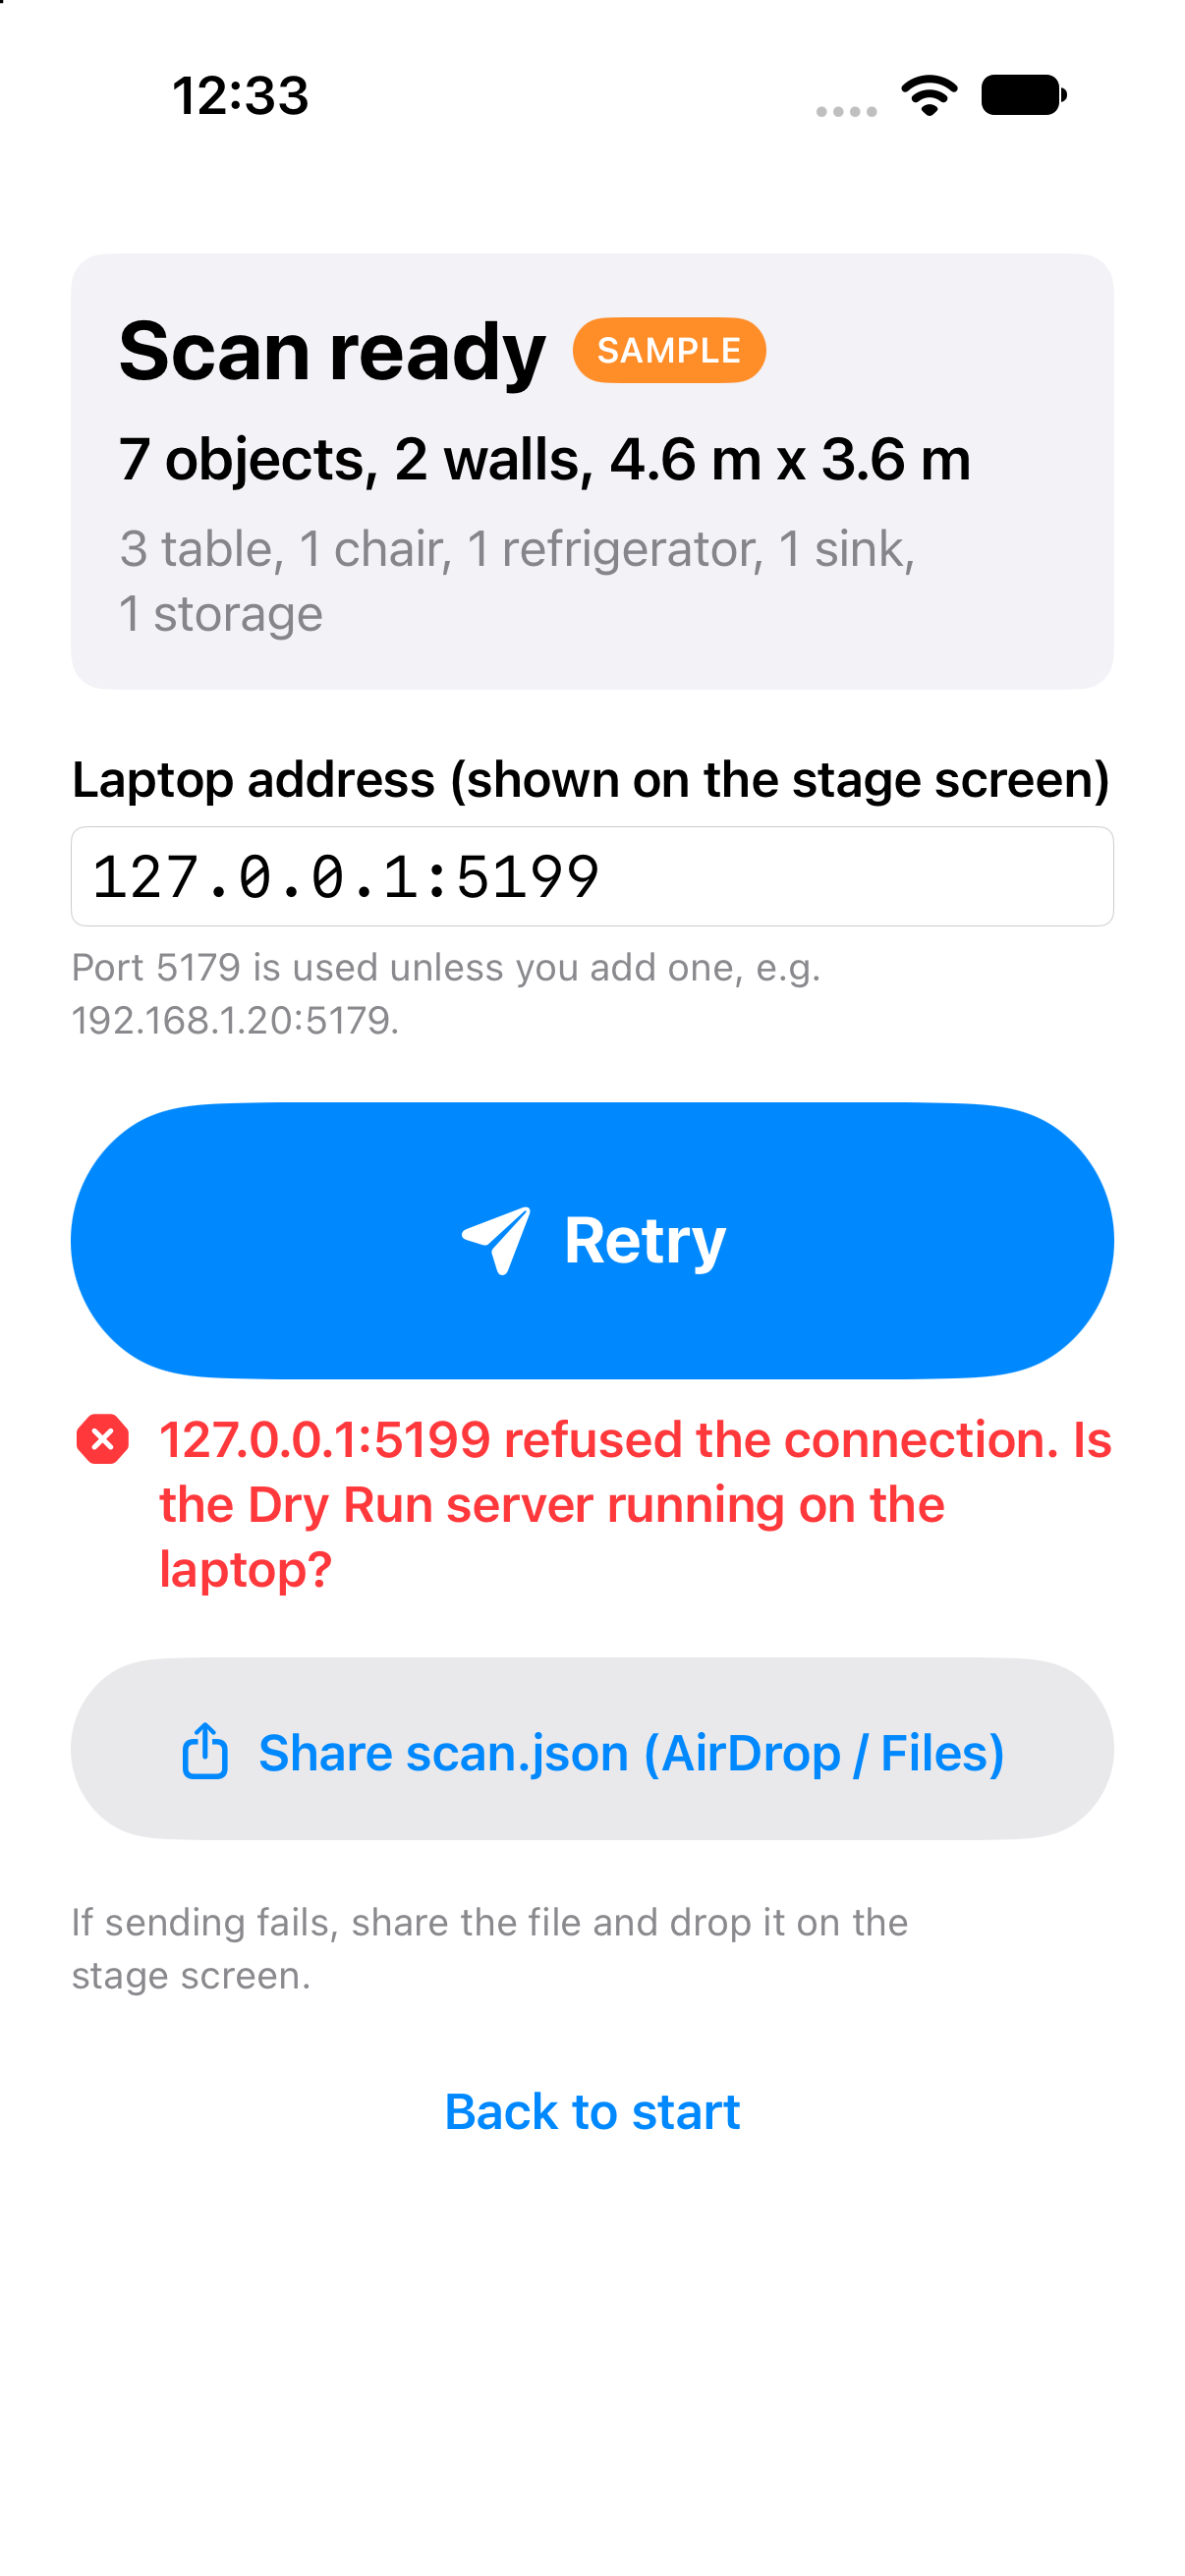 12:33
Scan ready SAMPLE
7 objects, 2 walls, 4.6 m x 3.6 m
3 table, 1 chair, 1 refrigerator, 1 sink,
1 storage
Laptop address (shown on the stage screen)
127.0.0.1:5199
Port 5179 is used unless you add one, e.g.
192.168.1.20:5179.
Retry
127.0.0.1:5199 refused the connection. Is
the Dry Run server running on the
laptop?
Share scan.json (AirDrop / Files)
If sending fails, share the file and drop it on the
stage screen.
Back to start